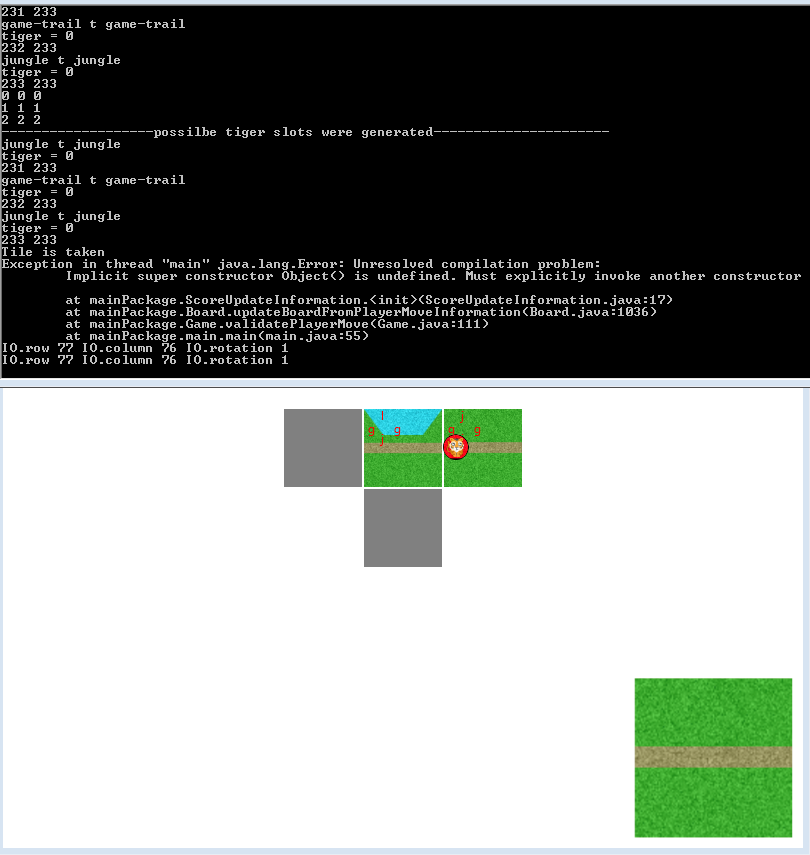 231 233
game-trail t game-trail
tiger = 0
232 233
jungle t jungle
tiger = 0
233 233
0 0 0
1 1 1
2 2 2
-------------------possilbe tiger slots were generated----------------------
jungle t jungle
tiger = 0
231 233
game-trail t game-trail
tiger = 0
232 233
jungle t jungle
tiger = 0
233 233
Tile is taken
Exception in thread "main" java.lang.Error: Unresolved compilation problem:
Implicit super constructor Object() is undefined. Must explicitly invoke another constructor
at mainPackage.ScoreUpdateInformation.<init>(ScoreUpdateInformation.java:17)
at mainPackage.Board.updateBoardFromPlayerMoveInformation(Board.java:1036)
at mainPackage.Game.validatePlayerMove(Game.java:111)
at mainPackage.main.main(main.java:55)
IO.row 77 IO.column 76 IO.rotation 1
IO.row 77 IO.column 76 IO.rotation 1
l j
g g g g
j